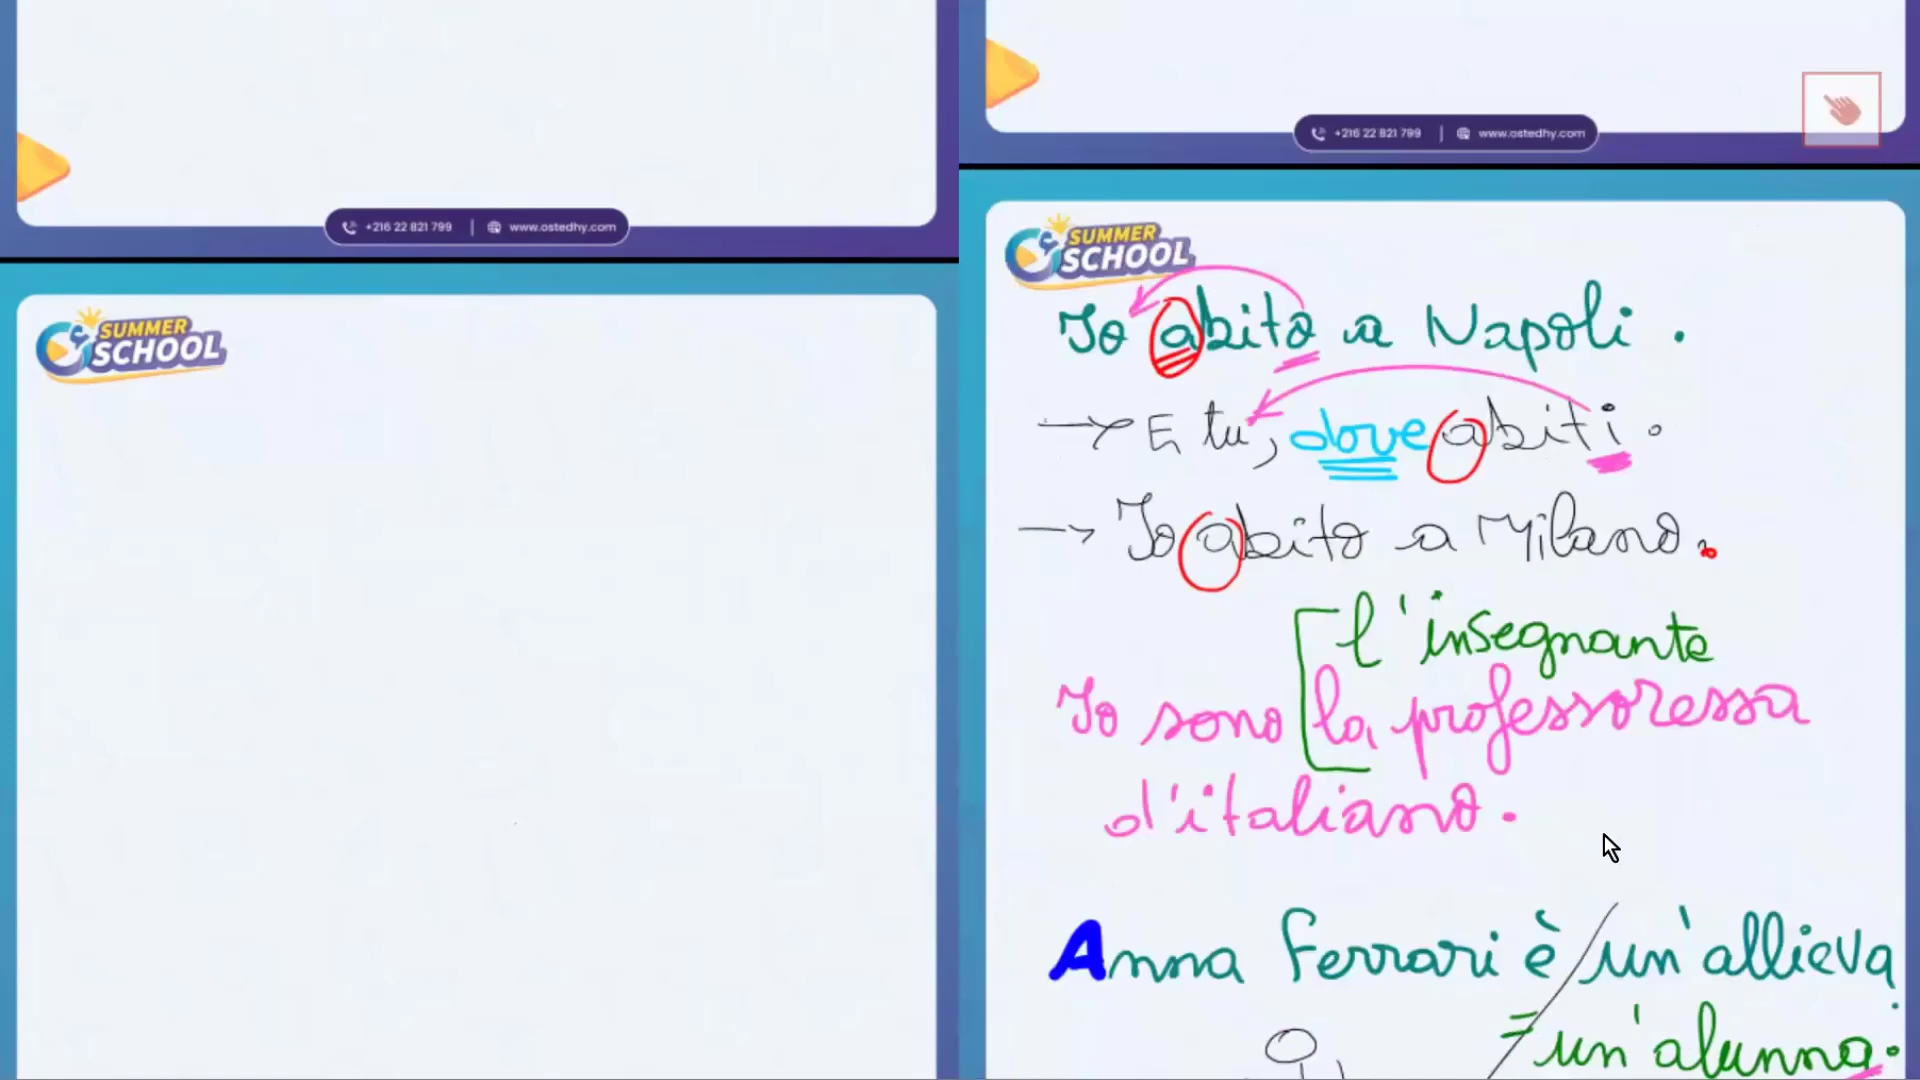 +216 22 821 799 | www.ostedhy.com
SUMMER
SCHOOL
+216 22 821 799 | www.ostedhy.com
SUMMER
SCHOOL
Io abito a Napoli.
→ E tu, dove abiti.
→ Io abito a Milano.
l'insegnante
Io sono la professoressa
d'italiano.
Anna Ferrari è un'allieva
= un'alunna.